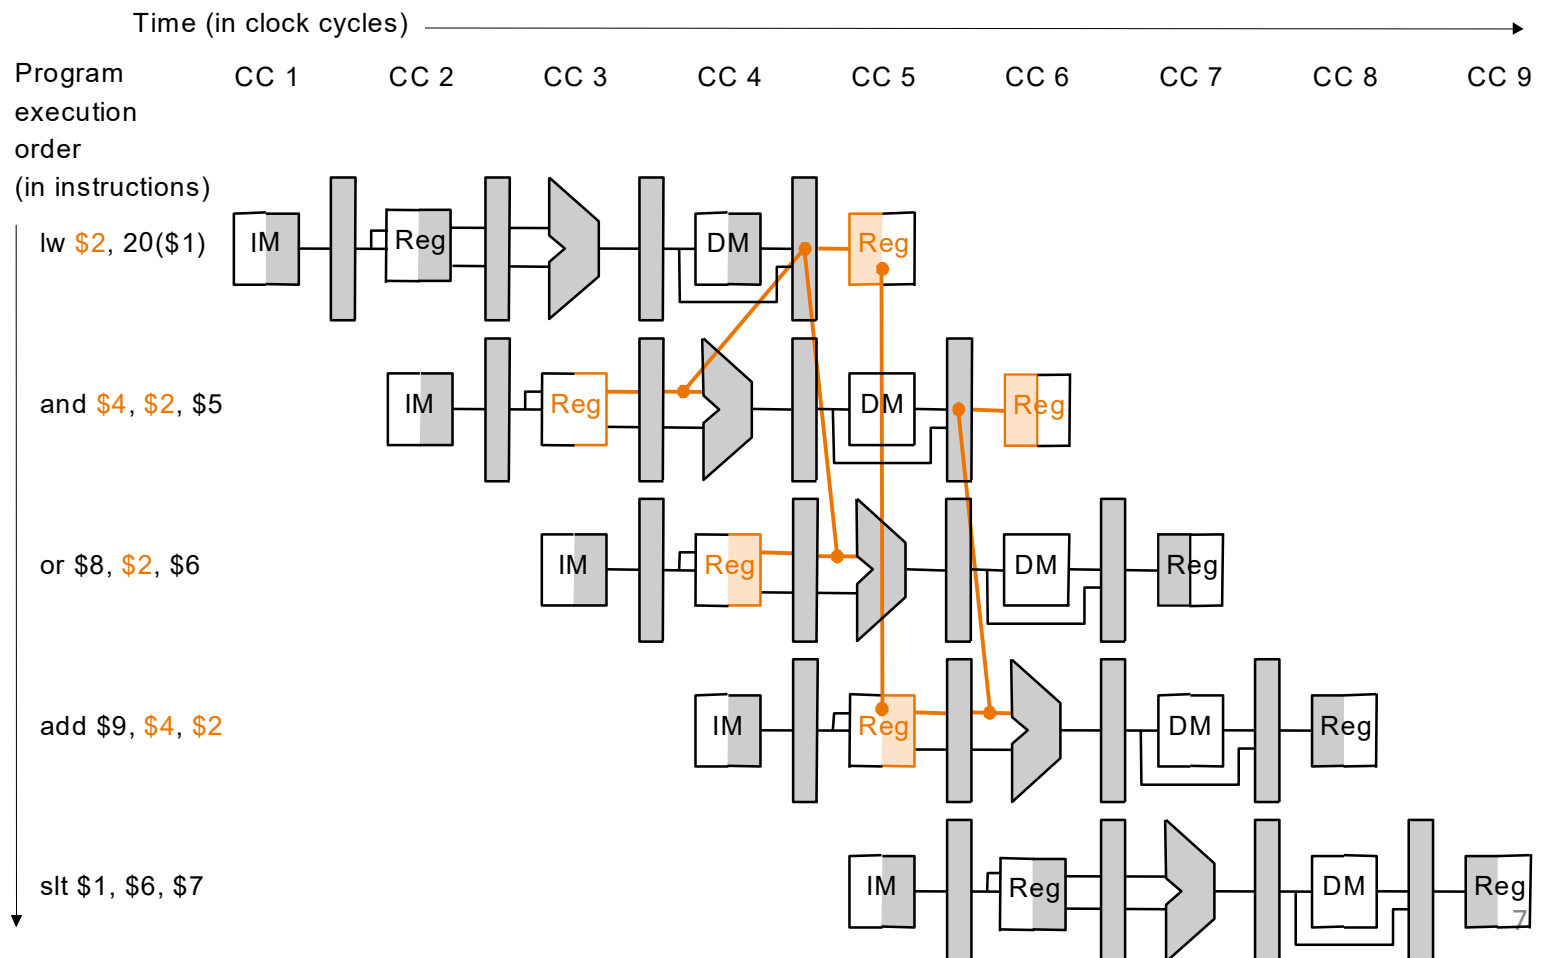 Time (in clock cycles)
Program
execution
order
(in instructions)
CC 1 CC 2 CC 3 CC 4 CC 5 CC 6 CC 7 CC 8 CC 9
lw $2, 20($1) IM Reg DM Reg
and $4, $2, $5 IM Reg DM Reg
or $8, $2, $6 IM Reg DM Reg
add $9, $4, $2 IM Reg DM Reg
slt $1, $6, $7 IM Reg DM Reg
7